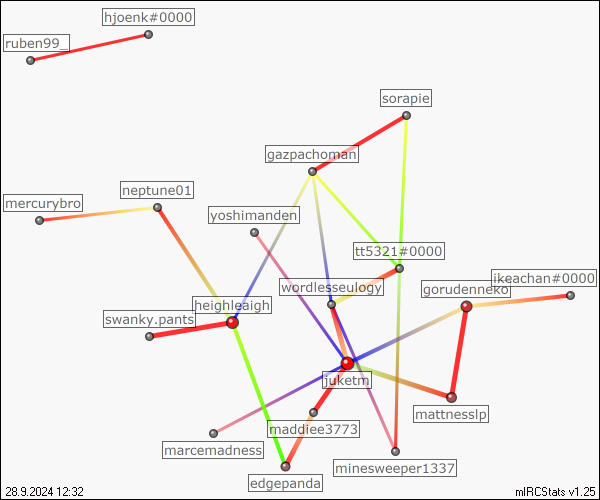 hjoenk#0000
ruben99_
sorapie
gazpachoman
neptune01
mercurybro
yoshimanden
tt5321#0000
ikeachan#0000
wordlesseulogy
gorudenneko
heighleaigh
swanky.pants
juketm
mattnesslp
maddiee3773
marcemadness
minesweeper1337
edgepanda
28.9.2024 12:32
mIRCStats v1.25